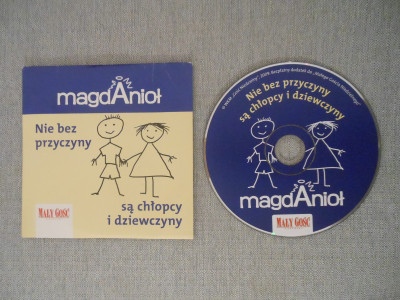 magdAnioł
Nie bez
przyczyny
są chłopcy
i dziewczyny
MAŁY GOŚĆ
Nie bez przyczyny
są chłopcy i dziewczyny
magdAnioł
MAŁY GOŚĆ